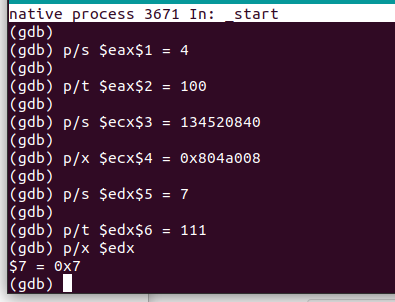 native process 3671 In: _start
(gdb)
(gdb) p/s $eax$1 = 4
(gdb)
(gdb) p/t $eax$2 = 100
(gdb)
(gdb) p/s $ecx$3 = 134520840
(gdb)
(gdb) p/x $ecx$4 = 0x804a008
(gdb)
(gdb) p/s $edx$5 = 7
(gdb)
(gdb) p/t $edx$6 = 111
(gdb) p/x $edx
$7 = 0x7
(gdb)